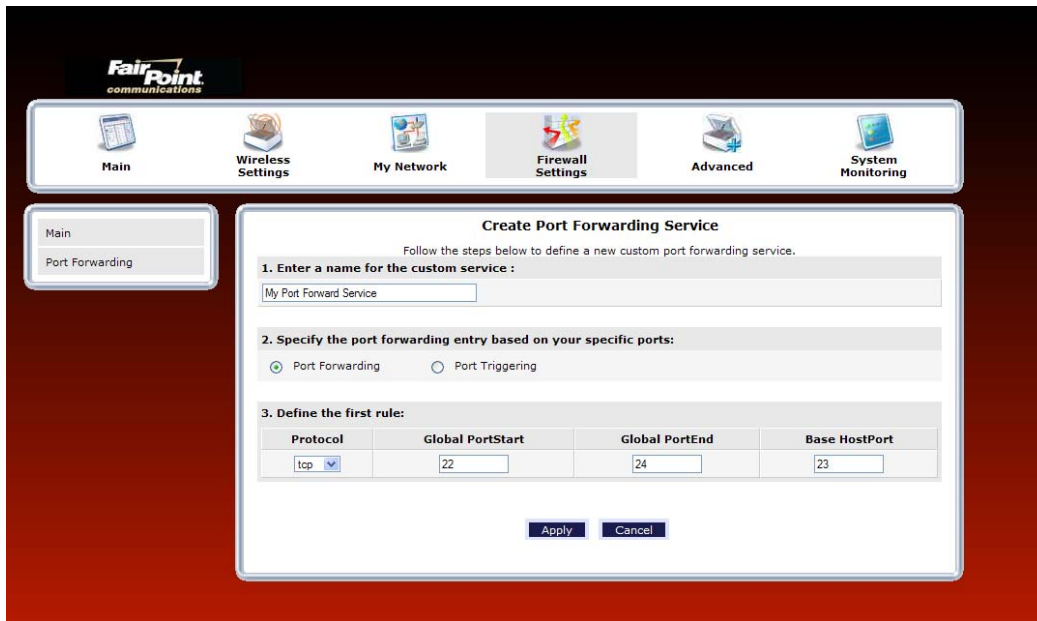 FairPoint
communications
Main
Wireless
Settings
My Network
Firewall
Settings
Advanced
System
Monitoring
Main
Port Forwarding
Create Port Forwarding Service
Follow the steps below to define a new custom port forwarding service.
1. Enter a name for the custom service :
My Port Forward Service
2. Specify the port forwarding entry based on your specific ports:
Port Forwarding Port Triggering
3. Define the first rule:
Protocol Global PortStart Global PortEnd Base HostPort
tcp 22 24 23
Apply Cancel